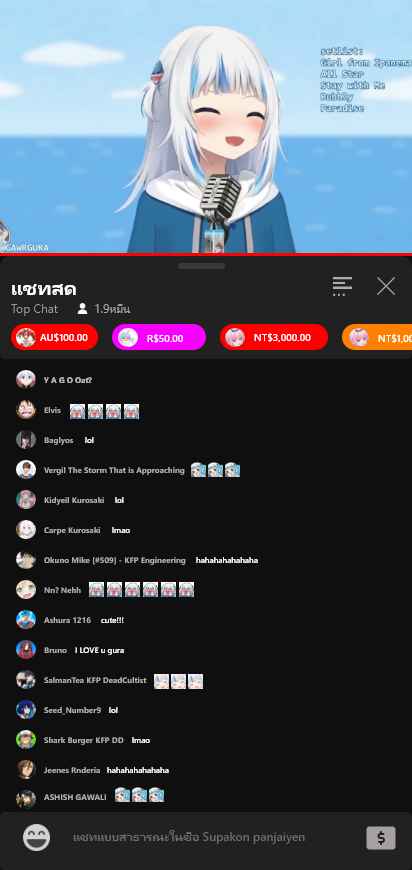 setlist:
Girl from Ipanema
All Star
Stay with Me
Bubbly
Paradise
@GAWRGURA
แชทสด
Top Chat 1.9หมื่น
AU$100.00 R$50.00 NT$3,000.00 NT$1,00
Y A G O Oat?
Elvis
Baglyos lol
Vergil The Storm That is Approaching
Kidyeil Kurosaki lol
Carpe Kurosaki lmao
Okuno Mike [#509] - KFP Engineering hahahahahahaha
Nn? Nehh
Ashura 1216 cute!!!
Bruno I LOVE u gura
SalmanTea KFP DeadCultist
Seed_Number9 lol
Shark Burger KFP DD lmao
Jeenes Rnderia hahahahahahaha
ASHISH GAWALI
แชทแบบสาธารณะในชื่อ Supakon panjaiyen
$